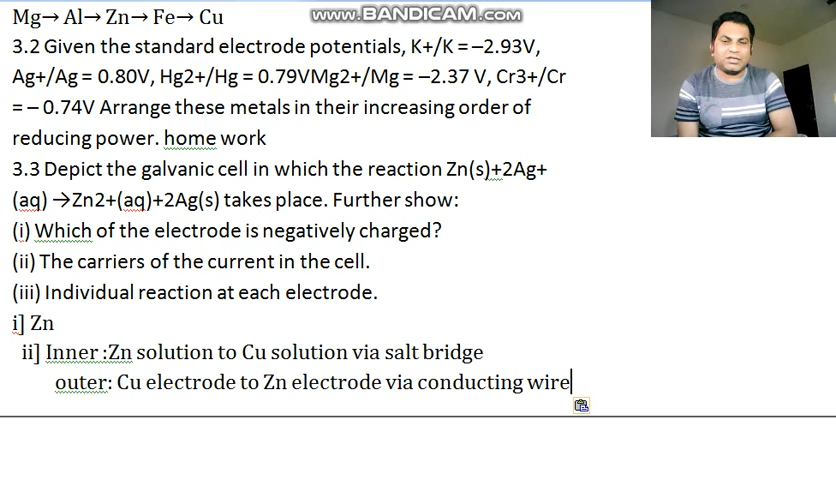 Mg→ Al→ Zn→ Fe→ Cu
www.BANDICAM.com
3.2 Given the standard electrode potentials, K+/K =−2.93V,
Ag+/Ag = 0.80V, Hg2+/Hg = 0.79VMg2+/Mg = −2.37 V, Cr3+/Cr
= − 0.74V Arrange these metals in their increasing order of
reducing power. home work
3.3 Depict the galvanic cell in which the reaction Zn(s)+2Ag+
(aq) →Zn2+(aq)+2Ag(s) takes place. Further show:
(i) Which of the electrode is negatively charged?
(ii) The carriers of the current in the cell.
(iii) Individual reaction at each electrode.
i] Zn
ii] Inner :Zn solution to Cu solution via salt bridge
outer: Cu electrode to Zn electrode via conducting wire